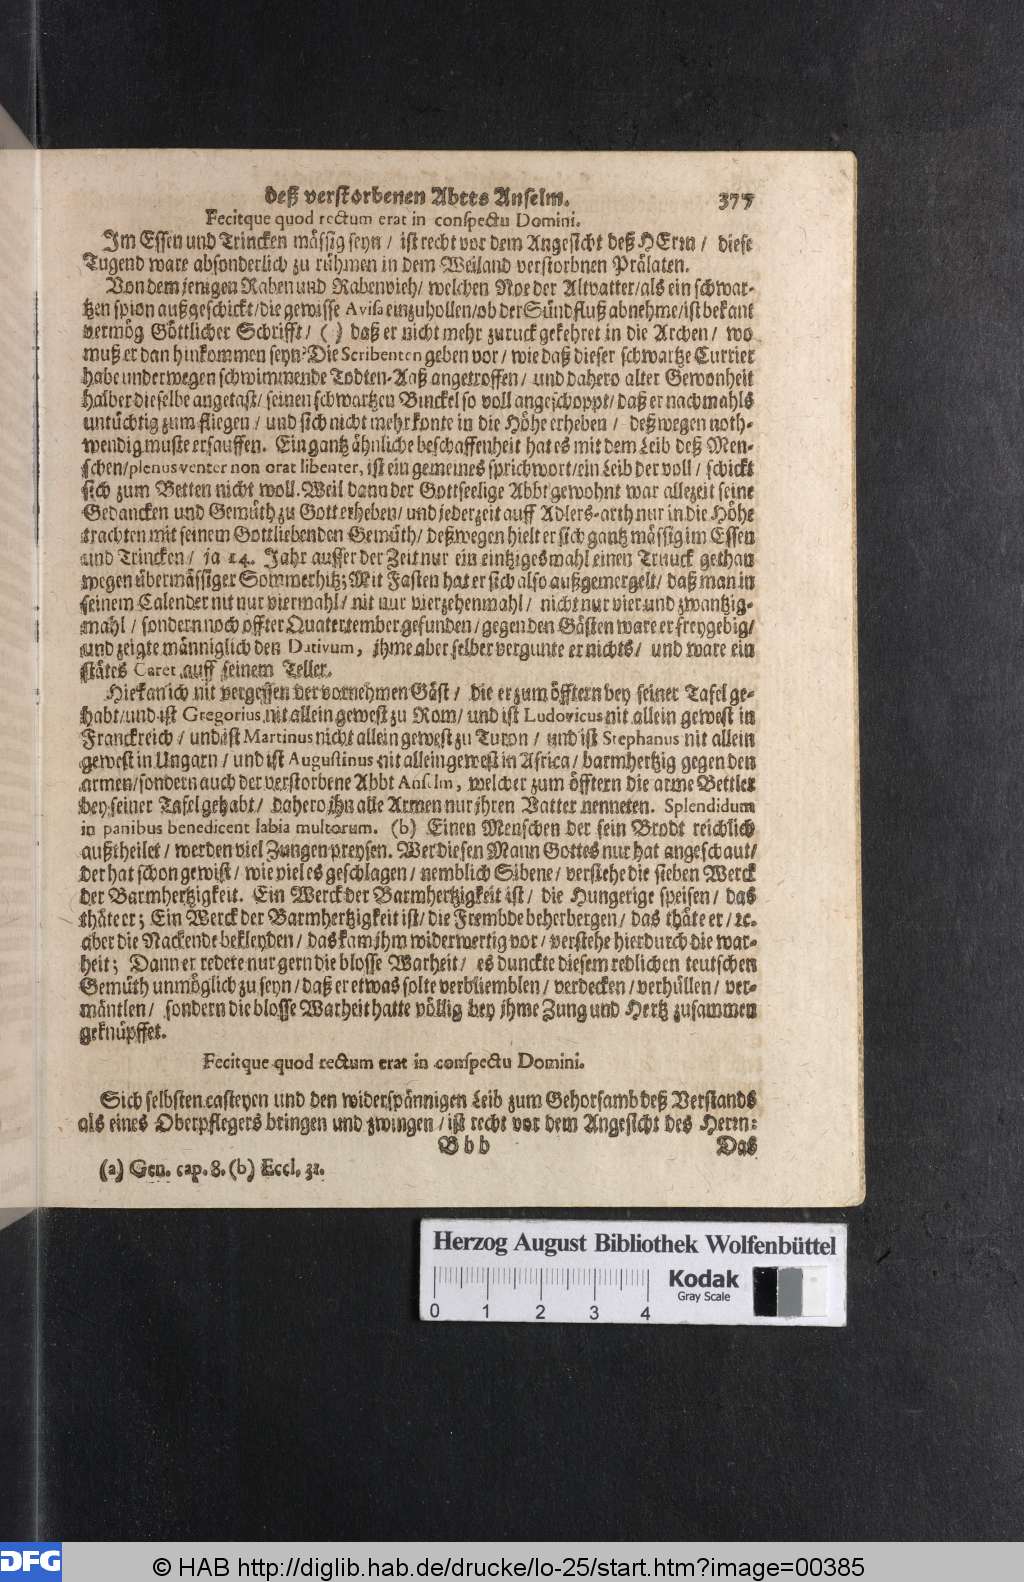 deß verstorbenen Abtts Anselm. 377
Fecitque quod rectum erat in conspectu Domini.
Im Essen und Trincken mässig seyn / ist recht vor dem Angesicht deß HErrn / diese
Tugend ware absonderlich zu rühmen in dem Weiland verstorbnen Prälaten.
Von dem jenigen Raben und Rabenvieh / welchen Noe der Altvatter / als ein schwar-
tzen spion außgeschickt / die gewisse Avisa einzuhollen / ob der Sündfluß abnehme / ist bekant
vermög Göttlicher Schrifft / ( ) daß er nicht mehr zuruck gekehret in die Archen / wo
muß er dan hinkommen seyn? Die Scribenten geben vor / wie daß dieser schwartze Currier
habe underwegen schwimmende Todten-Aaß angetroffen / und dahero alter Gewonheit
halber dieselbe angetast / seinen schwartzen Binckel so voll angeschoppt / daß er nachmahls
untüchtig zum fliegen / und sich nicht mehr konte in die Höhe erheben / deßwegen noth-
wendig muste ersauffen. Ein gantz ähnliche beschaffenheit hat es mit dem Leib deß Men-
schen / plenus venter non orat libenter, ist ein gemeines sprichwort / ein Leib der voll / schickt
sich zum Betten nicht woll. Weil dann der Gottseelige Abbt gewohnt war allezeit seine
Gedancken und Gemüth zu Gott erheben / und jederzeit auff Adlers-arth nur in die Höhe
trachten mit seinem Gottliebenden Gemüth / deßwegen hielt er sich gantz mässig im Essen
und Trincken / ja 14. Jahr ausser der Zeit nur ein eintziges mahl einen Trunck gethan
wegen übermässiger Sommerhitz; Mit Fasten hat er sich also außgemergelt / daß man in
seinem Calender nit nur viermahl / nit nur vierzehenmahl / nicht nur vier und zwantzig-
mahl / sondern noch öffter Quatertember gefunden / gegen den Gästen ware er freygebig /
und zeigte männiglich den Dativum, ihme aber selber vergunte er nichts / und ware ein
stätes Caret auff seinem Teller.
Hie kan ich nit vergessen der vornehmen Gäst / die er zum öfftern bey seiner Tafel ge-
habt / und ist Gregorius nit allein gewest zu Rom / und ist Ludovicus nit allein gewest in
Franckreich / und ist Martinus nicht allein gewest zu Turon / und ist Stephanus nit allein
gewest in Ungarn / und ist Augustinus nit allein gewest in Africa / barmhertzig gegen den
armen / sondern auch der verstorbene Abbt Anselm, welcher zum öfftern die arme Bettler
bey seiner Tafel gehabt / dahero ihn alle Armen nur ihren Vatter nenneten. Splendidum
in panibus benedicent labia multorum. (b) Einen Menschen der sein Brodt reichlich
außtheilet / werden viel Zungen preysen. Wer diesen Mann Gottes nur hat angeschaut /
der hat schon gewist / wie viel es geschlagen / nemblich Sibene / verstehe die sieben Werck
der Barmhertzigkeit. Ein Werck der Barmhertzigkeit ist / die Hungerige speisen / das
thäte er; Ein Werck der Barmhertzigkeit ist / die Frembde beherbergen / das thäte er / ꝛc.
aber die Nackende bekleyden / das kam ihm widerwertig vor / verstehe hierdurch die war-
heit; Dann er redete nur gern die blosse Warheit / es dunckte diesem redlichen teutschen
Gemüth unmöglich zu seyn / daß er etwas solte verbliemblen / verdecken / verhüllen / ver-
mäntlen / sondern die blosse Warheit hatte völlig bey ihme Zung und Hertz zusammen
geknüpffet.
Fecitque quod rectum erat in conspectu Domini.
Sich selbsten casteyen und den widerspännigen Leib zum Gehorsamb deß Verstands
als eines Oberpflegers bringen und zwingen / ist recht vor dem Angesicht des Herrn:
Bbb Das
(a) Gen. cap. 8. (b) Eccl. 31.
Herzog August Bibliothek Wolfenbüttel
Kodak
Gray Scale
0 1 2 3 4
DFG
© HAB http://diglib.hab.de/drucke/lo-25/start.htm?image=00385